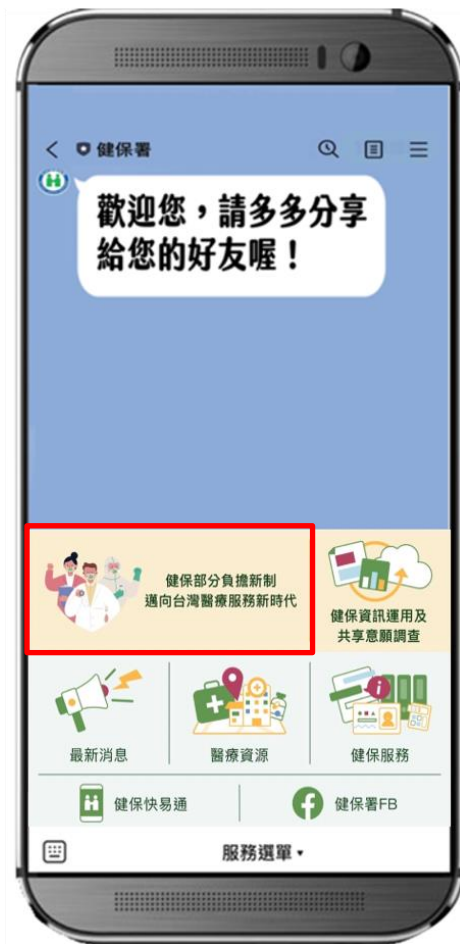 健保署
歡迎您，請多多分享
給您的好友喔！
健保部分負擔新制
邁向台灣醫療服務新時代
健保資訊運用及
共享意願調查
最新消息
醫療資源
健保服務
健保快易通
健保署FB
服務選單